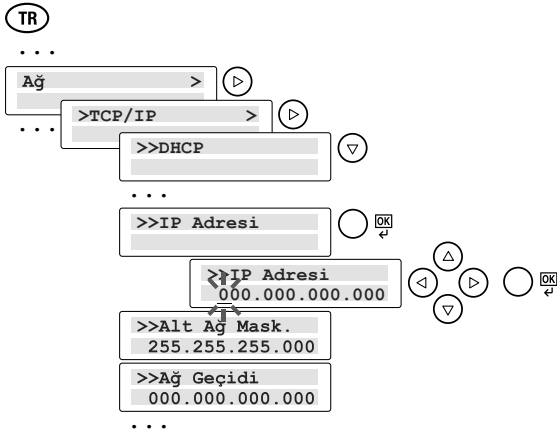 TR
...
Ağ >
...
>TCP/IP >
>>DHCP
...
>>IP Adresi
OK
>>IP Adresi
000.000.000.000
OK
>>Alt Ağ Mask.
255.255.255.000
>>Ağ Geçidi
000.000.000.000
...